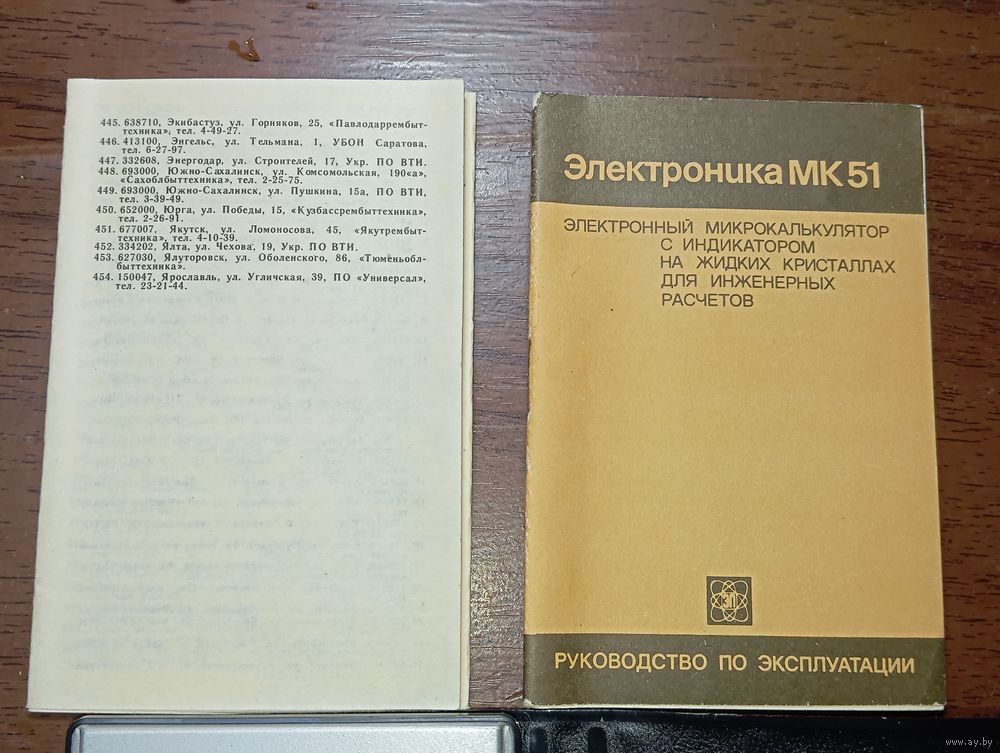 445. 638710, Экибастуз, ул. Горняков, 25, «Павлодаррембыт-
техника», тел. 4-49-27.
446. 413100, Энгельс, ул. Тельмана, 1, УБОН Саратова,
тел. 6-27-97.
447. 332608, Энергодар, ул. Строителей, 17, Укр. ПО ВТИ.
448. 693000, Южно-Сахалинск, ул. Комсомольская, 190«а»,
«Сахоблбыттехника», тел. 2-25-75.
449. 693000, Южно-Сахалинск, ул. Пушкина, 15а, ПО ВТИ,
тел. 3-39-49.
450. 652000, Юрга, ул. Победы, 15, «Кузбассрембыттехника»,
тел. 2-26-91.
451. 677007, Якутск, ул. Ломоносова, 45, «Якутрембыт-
техника», тел. 4-10-39.
452. 334202, Ялта, ул. Чехова, 19, Укр. ПО ВТИ.
453. 627030, Ялуторовск, ул. Оболенского, 86, «Тюменьобл-
быттехника».
454. 150047, Ярославль, ул. Угличская, 39, ПО «Универсал»,
тел. 23-21-44.
Электроника МК 51
ЭЛЕКТРОННЫЙ МИКРОКАЛЬКУЛЯТОР
С ИНДИКАТОРОМ
НА ЖИДКИХ КРИСТАЛЛАХ
ДЛЯ ИНЖЕНЕРНЫХ
РАСЧЕТОВ
ЭЛ
РУКОВОДСТВО ПО ЭКСПЛУАТАЦИИ
www.ay.by